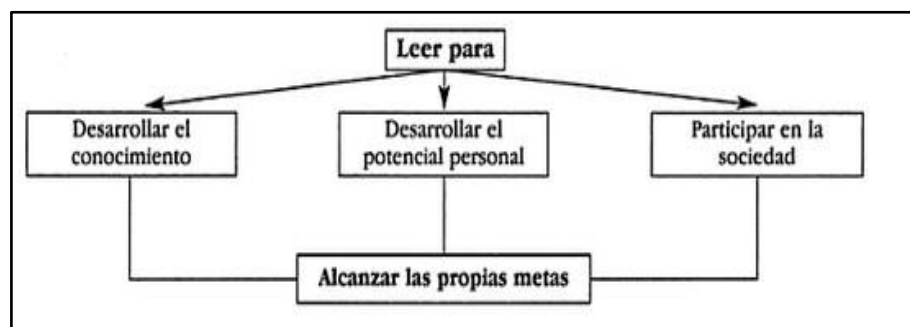 Leer para
Desarrollar el
conocimiento
Desarrollar el
potencial personal
Participar en la
sociedad
Alcanzar las propias metas